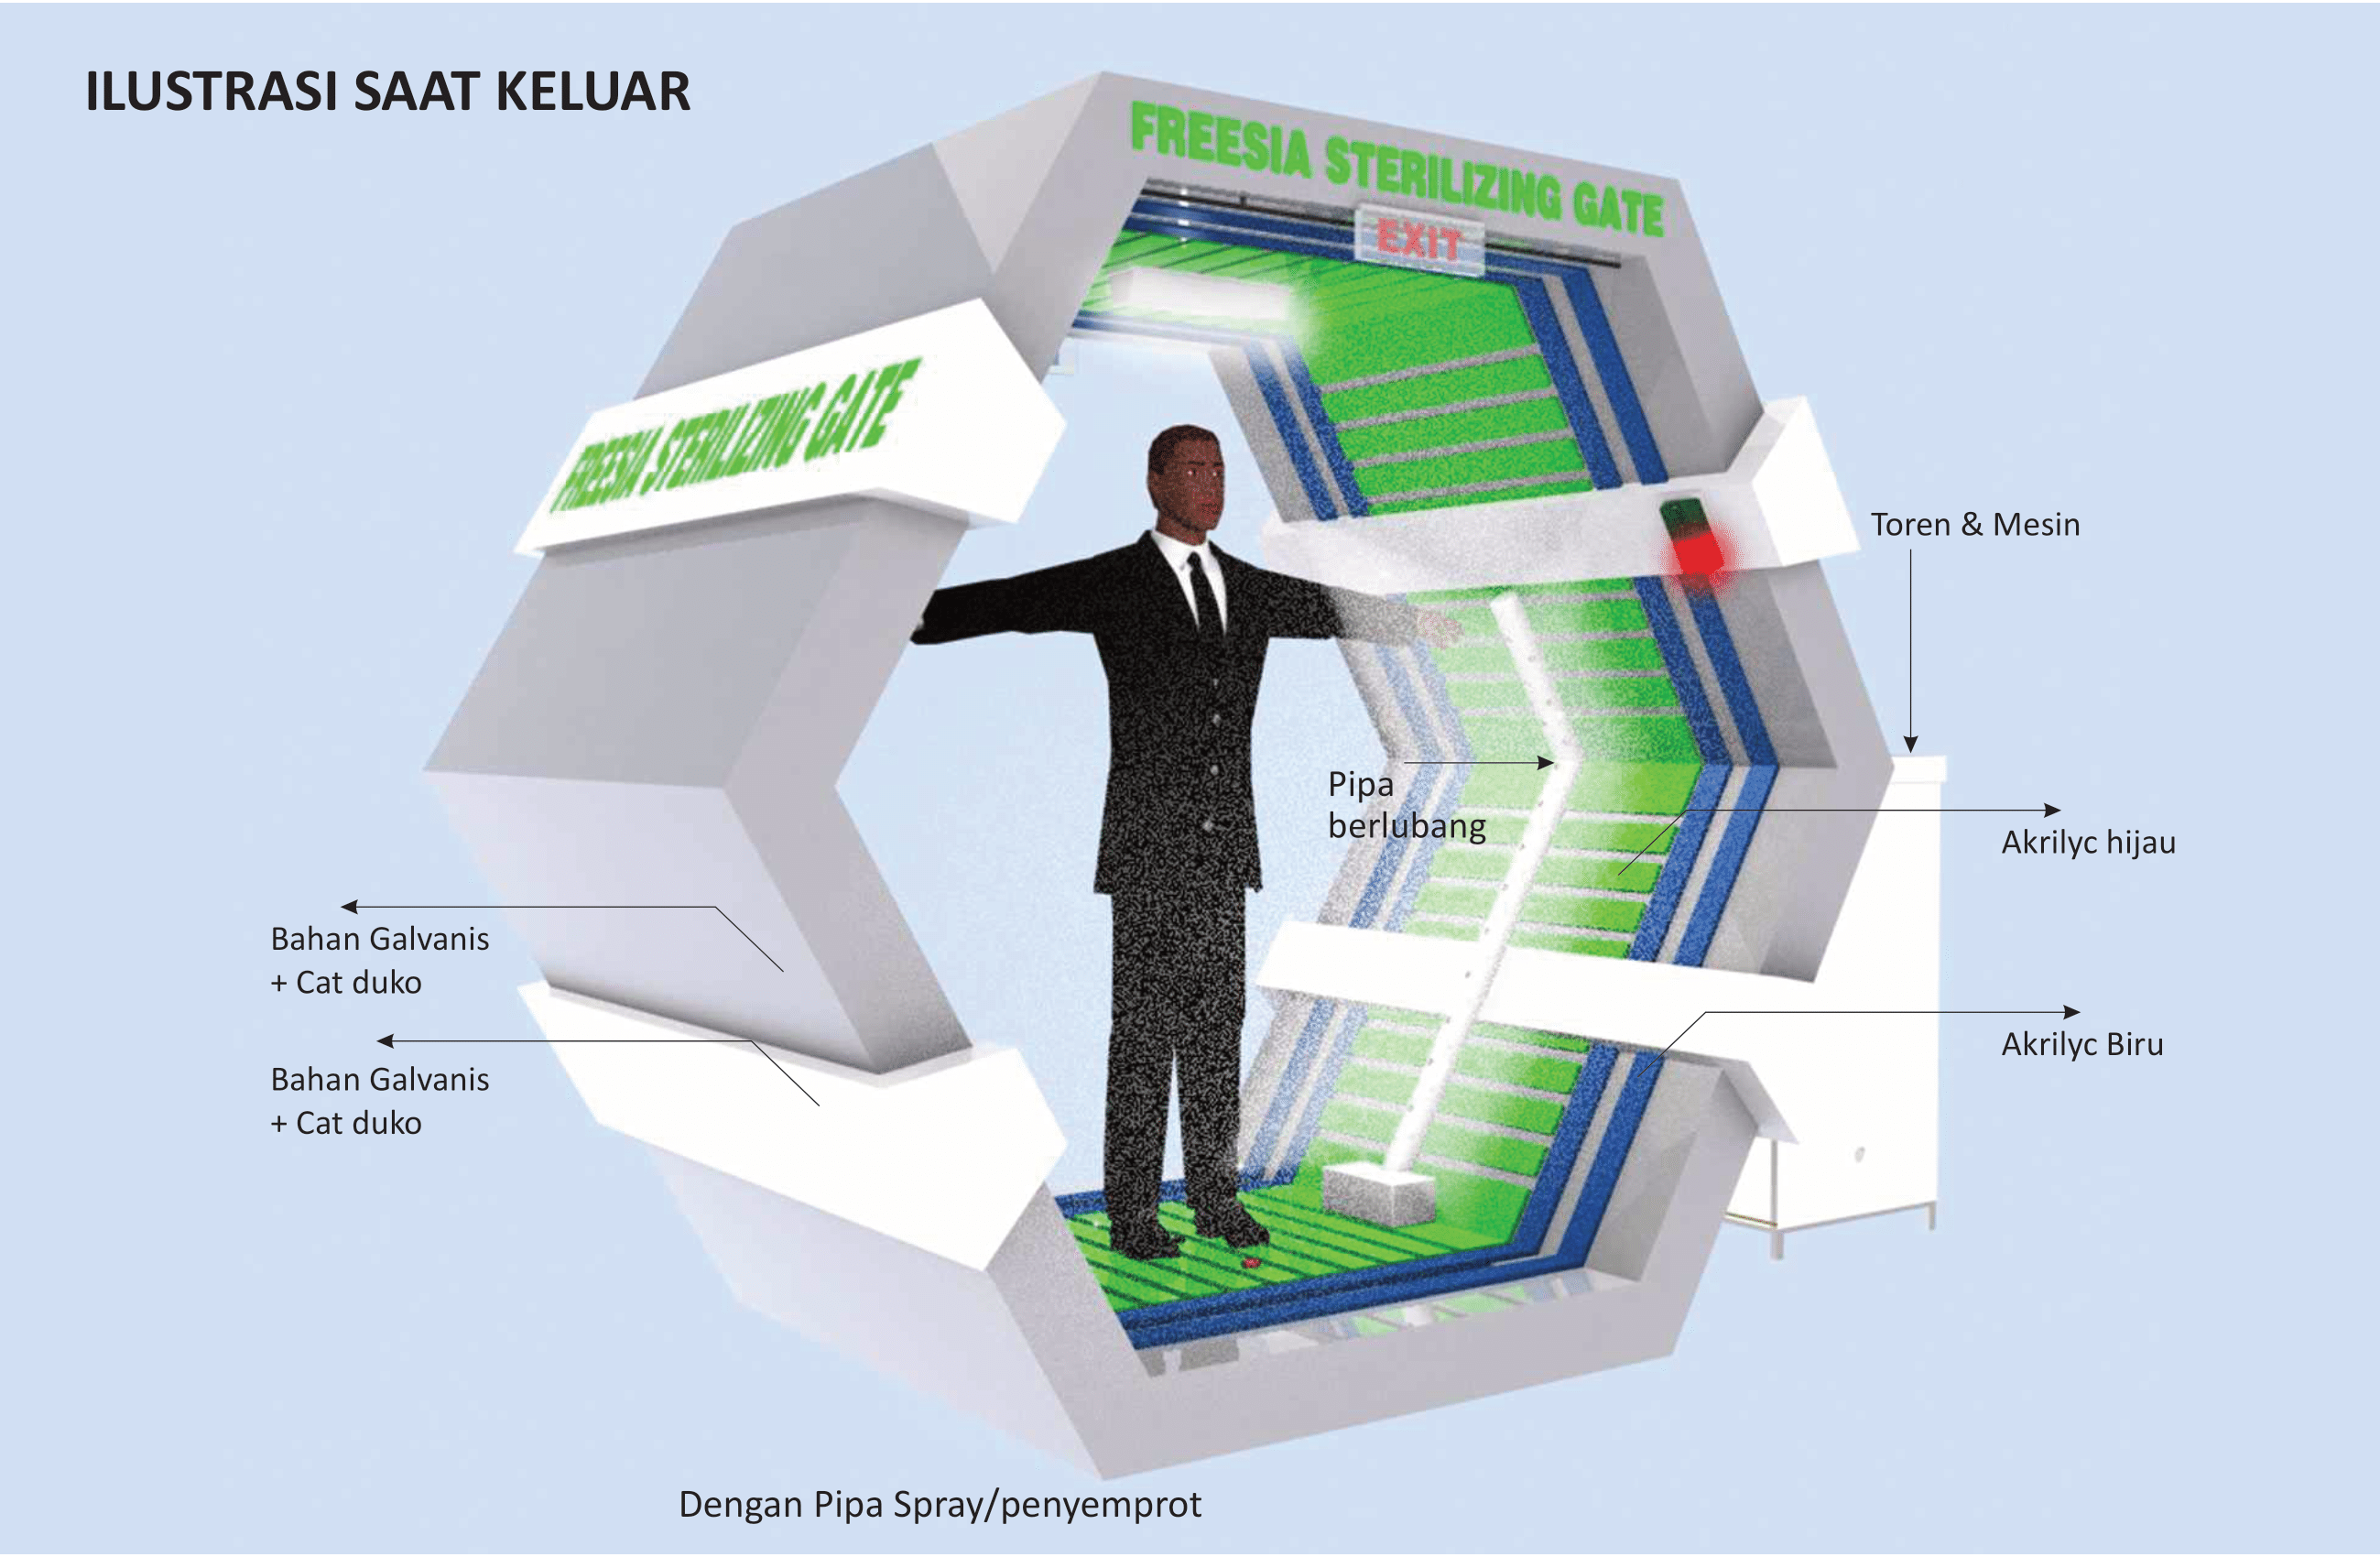 ILUSTRASI SAAT KELUAR
FREESIA STERILIZING GATE
EXIT
FREESIA STERILIZING GATE
Toren & Mesin
Pipa
berlubang
Akrilyc hijau
Bahan Galvanis
+ Cat duko
Akrilyc Biru
Bahan Galvanis
+ Cat duko
Dengan Pipa Spray/penyemprot